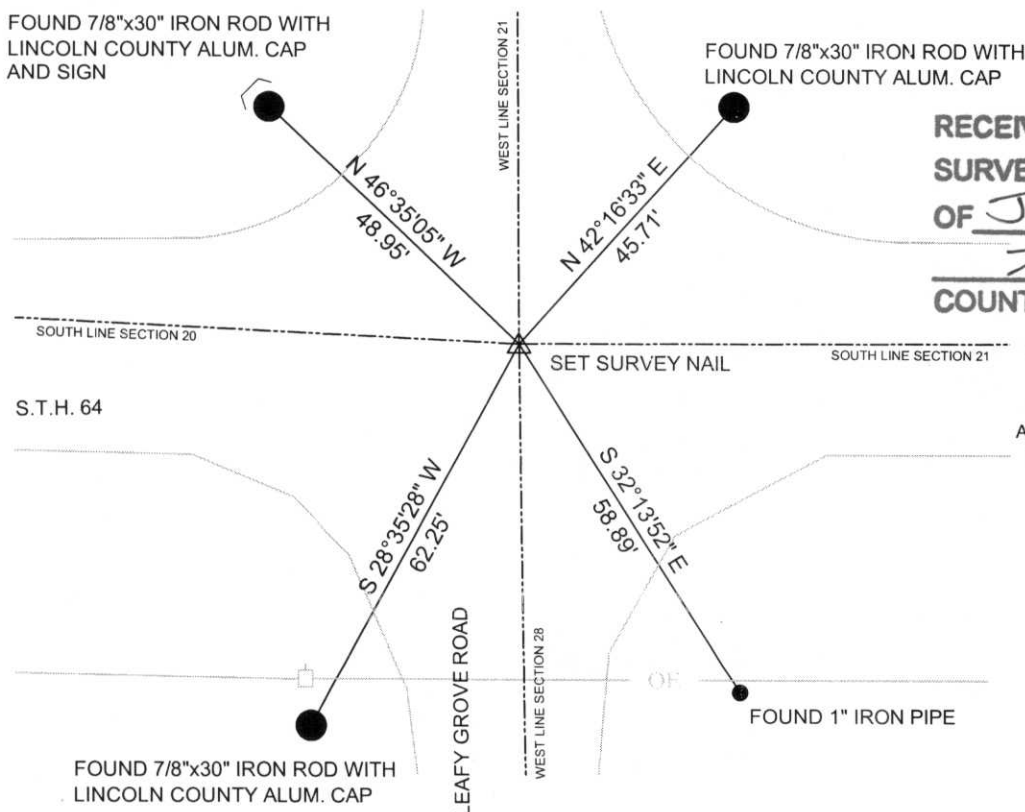 FOUND 7/8"x30" IRON ROD WITH
LINCOLN COUNTY ALUM. CAP
AND SIGN
WEST LINE SECTION 21
FOUND 7/8"x30" IRON ROD WITH
LINCOLN COUNTY ALUM. CAP
RECEI
SURVE
OF
COUNT
N 46°35'05" W
48.95'
N 42°16'33" E
45.71'
SOUTH LINE SECTION 20
SET SURVEY NAIL
SOUTH LINE SECTION 21
S.T.H. 64
A
S 28°35'28" W
62.25'
S 32°13'52" E
58.89'
LEAFY GROVE ROAD
WEST LINE SECTION 28
OE
FOUND 1" IRON PIPE
FOUND 7/8"x30" IRON ROD WITH
LINCOLN COUNTY ALUM. CAP